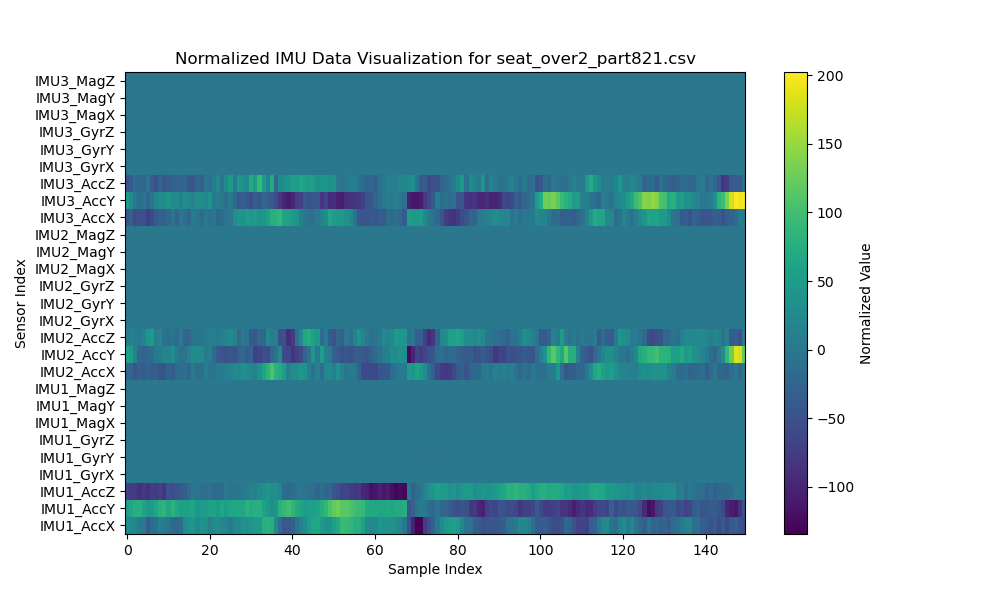 Normalized IMU Data Visualization for seat_over2_part821.csv
IMU3_MagZ
IMU3_MagY
IMU3_MagX
IMU3_GyrZ
IMU3_GyrY
IMU3_GyrX
IMU3_AccZ
IMU3_AccY
IMU3_AccX
IMU2_MagZ
IMU2_MagY
IMU2_MagX
IMU2_GyrZ
IMU2_GyrY
IMU2_GyrX
IMU2_AccZ
IMU2_AccY
IMU2_AccX
IMU1_MagZ
IMU1_MagY
IMU1_MagX
IMU1_GyrZ
IMU1_GyrY
IMU1_GyrX
IMU1_AccZ
IMU1_AccY
IMU1_AccX
Sensor Index
0 20 40 60 80 100 120 140
Sample Index
200
150
100
50
0
−50
−100
Normalized Value